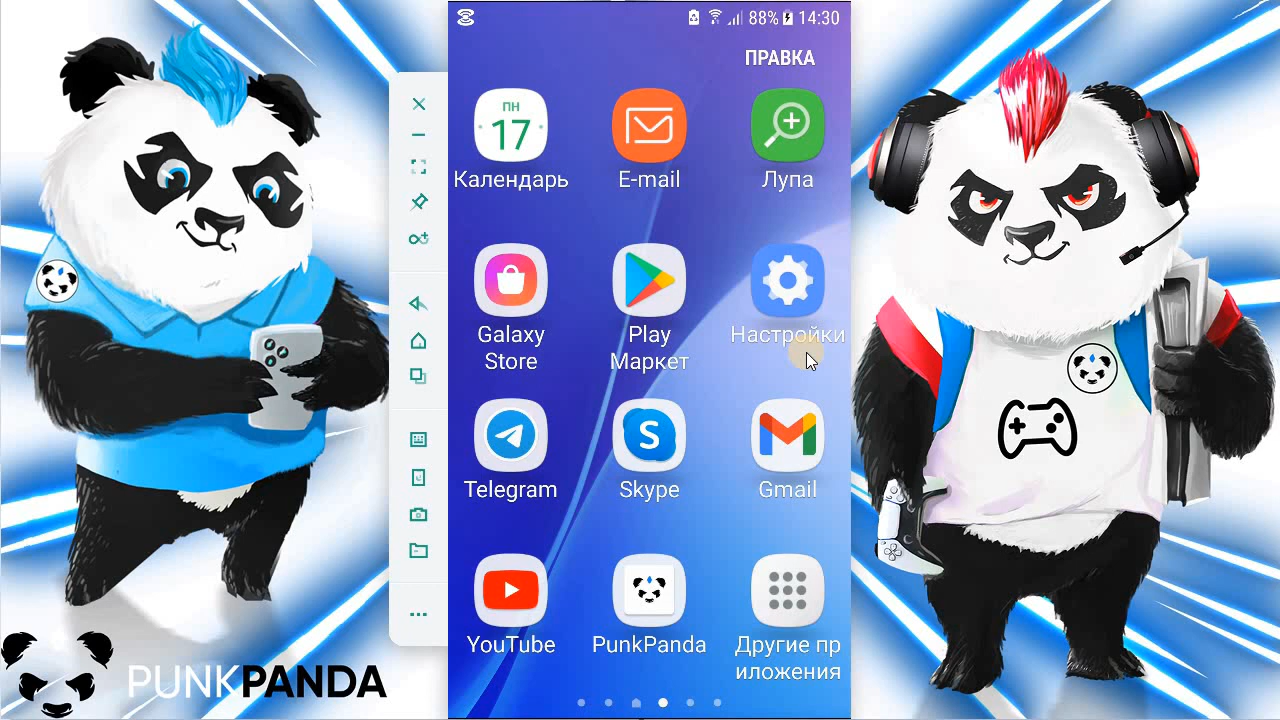 88% 14:30
ПРАВКА
ПН
17
Календарь
E-mail
Лупа
Galaxy
Store
Play
Маркет
Настройки
Telegram
Skype
Gmail
YouTube
PunkPanda
Другие пр
иложения
PUNKPANDA